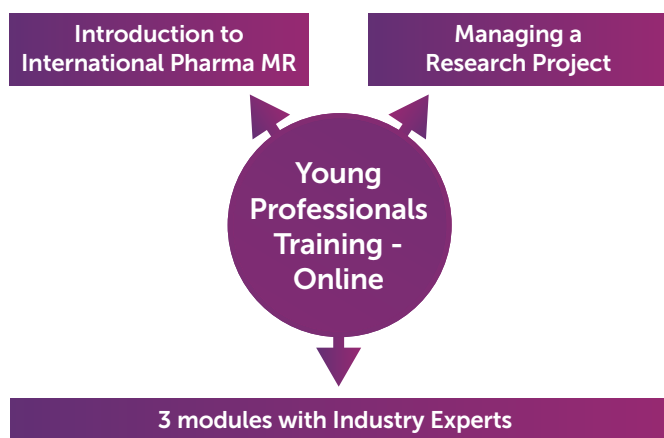 Introduction to
International Pharma MR
Managing a
Research Project
Young
Professionals
Training -
Online
3 modules with Industry Experts